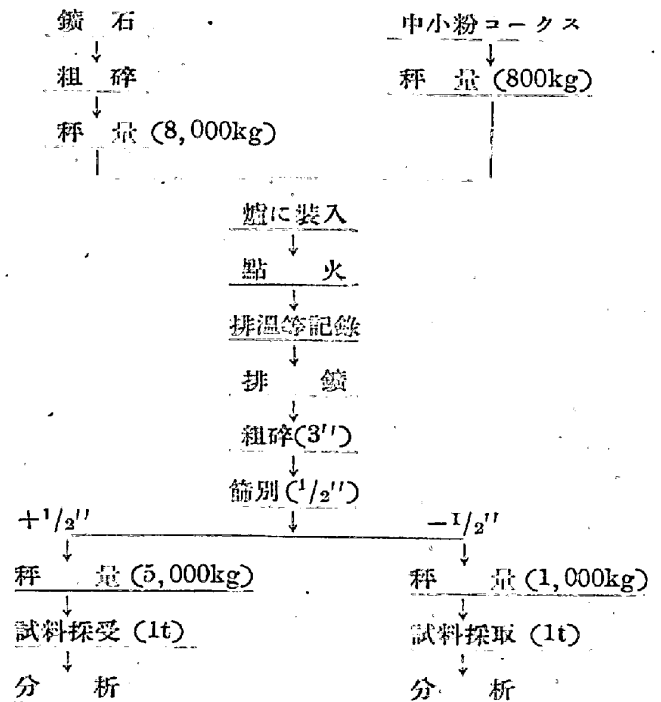 鑛石 中小粉コークス
粗碎 秤量(800kg)
秤量(8,000kg)
爐に裝入
點火
排溫等記錄
排鑛
粗碎(3'')
篩別(1/2'')
+1/2'' -1/2''
秤量(5,000kg) 秤量(1,000kg)
試料採受(1t) 試料採取(1t)
分析 分析